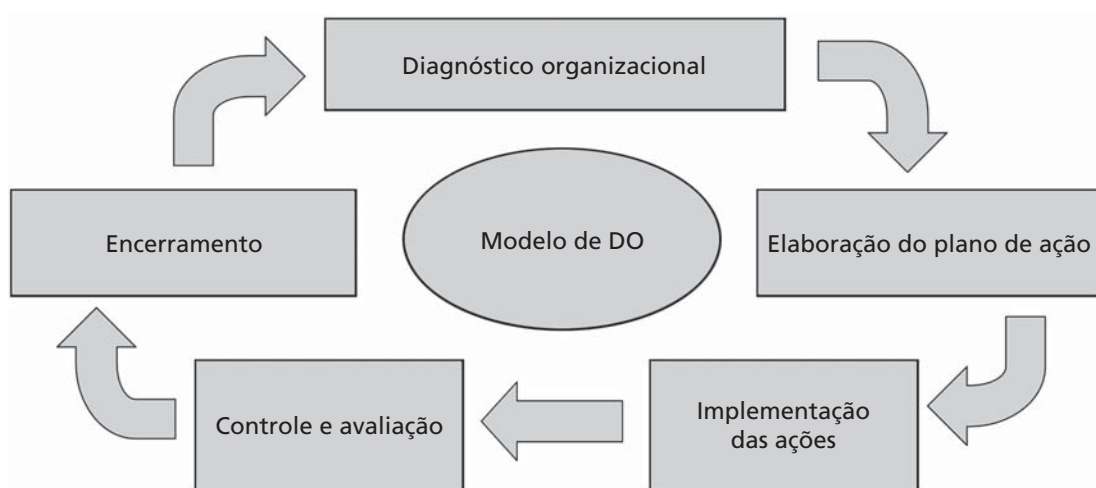 Diagnóstico organizacional
Encerramento
Modelo de DO
Elaboração do plano de ação
Controle e avaliação
Implementação
das ações